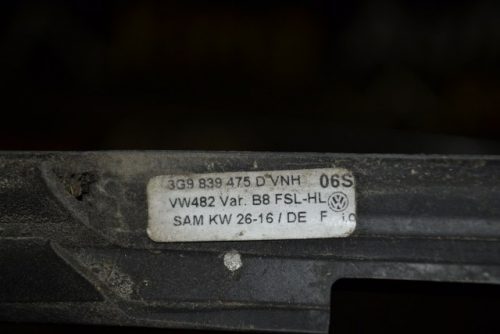 3G9 839 475 D VNH 06S
VW482 Var. B8 FSL-HL
SAM KW 26-16 / DE F i.O